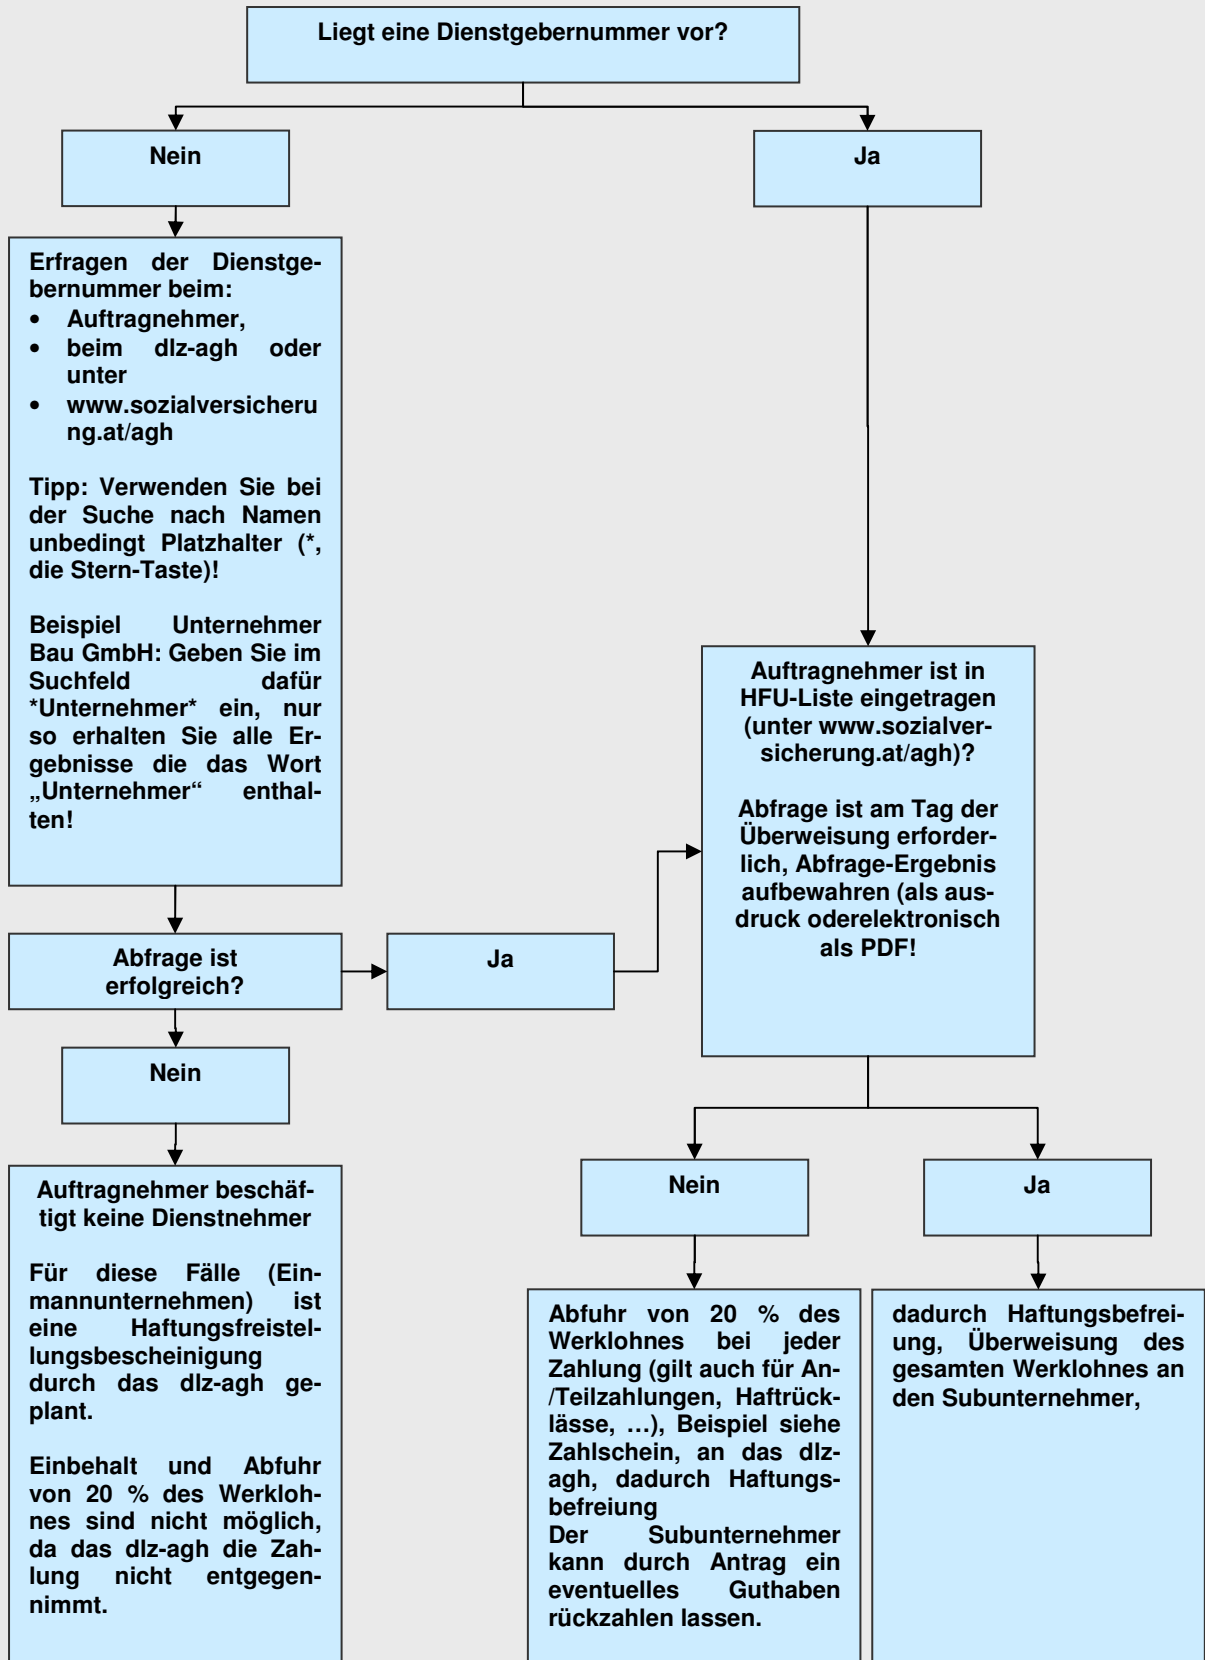 Liegt eine Dienstgebernummer vor?
Nein
Ja
Erfragen der Dienstge-
bernummer beim:
• Auftragnehmer,
• beim dlz-agh oder
unter
• www.sozialversicheru
ng.at/agh
Tipp: Verwenden Sie bei
der Suche nach Namen
unbedingt Platzhalter (*,
die Stern-Taste)!
Beispiel Unternehmer
Bau GmbH: Geben Sie im
Suchfeld dafür
*Unternehmer* ein, nur
so erhalten Sie alle Er-
gebnisse die das Wort
„Unternehmer“ enthal-
ten!
Abfrage ist
erfolgreich?
Ja
Nein
Auftragnehmer beschäf-
tigt keine Dienstnehmer
Für diese Fälle (Ein-
mannunternehmen) ist
eine Haftungsfreistel-
lungsbescheinigung
durch das dlz-agh ge-
plant.
Einbehalt und Abfuhr
von 20 % des Werkloh-
nes sind nicht möglich,
da das dlz-agh die Zah-
lung nicht entgegen-
nimmt.
Auftragnehmer ist in
HFU-Liste eingetragen
(unter www.sozialver-
sicherung.at/agh)?
Abfrage ist am Tag der
Überweisung erforder-
lich, Abfrage-Ergebnis
aufbewahren (als aus-
druck oderelektronisch
als PDF!
Nein
Ja
Abfuhr von 20 % des
Werklohnes bei jeder
Zahlung (gilt auch für An-
/Teilzahlungen, Haftrück-
lässe, …), Beispiel siehe
Zahlschein, an das dlz-
agh, dadurch Haftungs-
befreiung
Der Subunternehmer
kann durch Antrag ein
eventuelles Guthaben
rückzahlen lassen.
dadurch Haftungsbefrei-
ung, Überweisung des
gesamten Werklohnes an
den Subunternehmer,